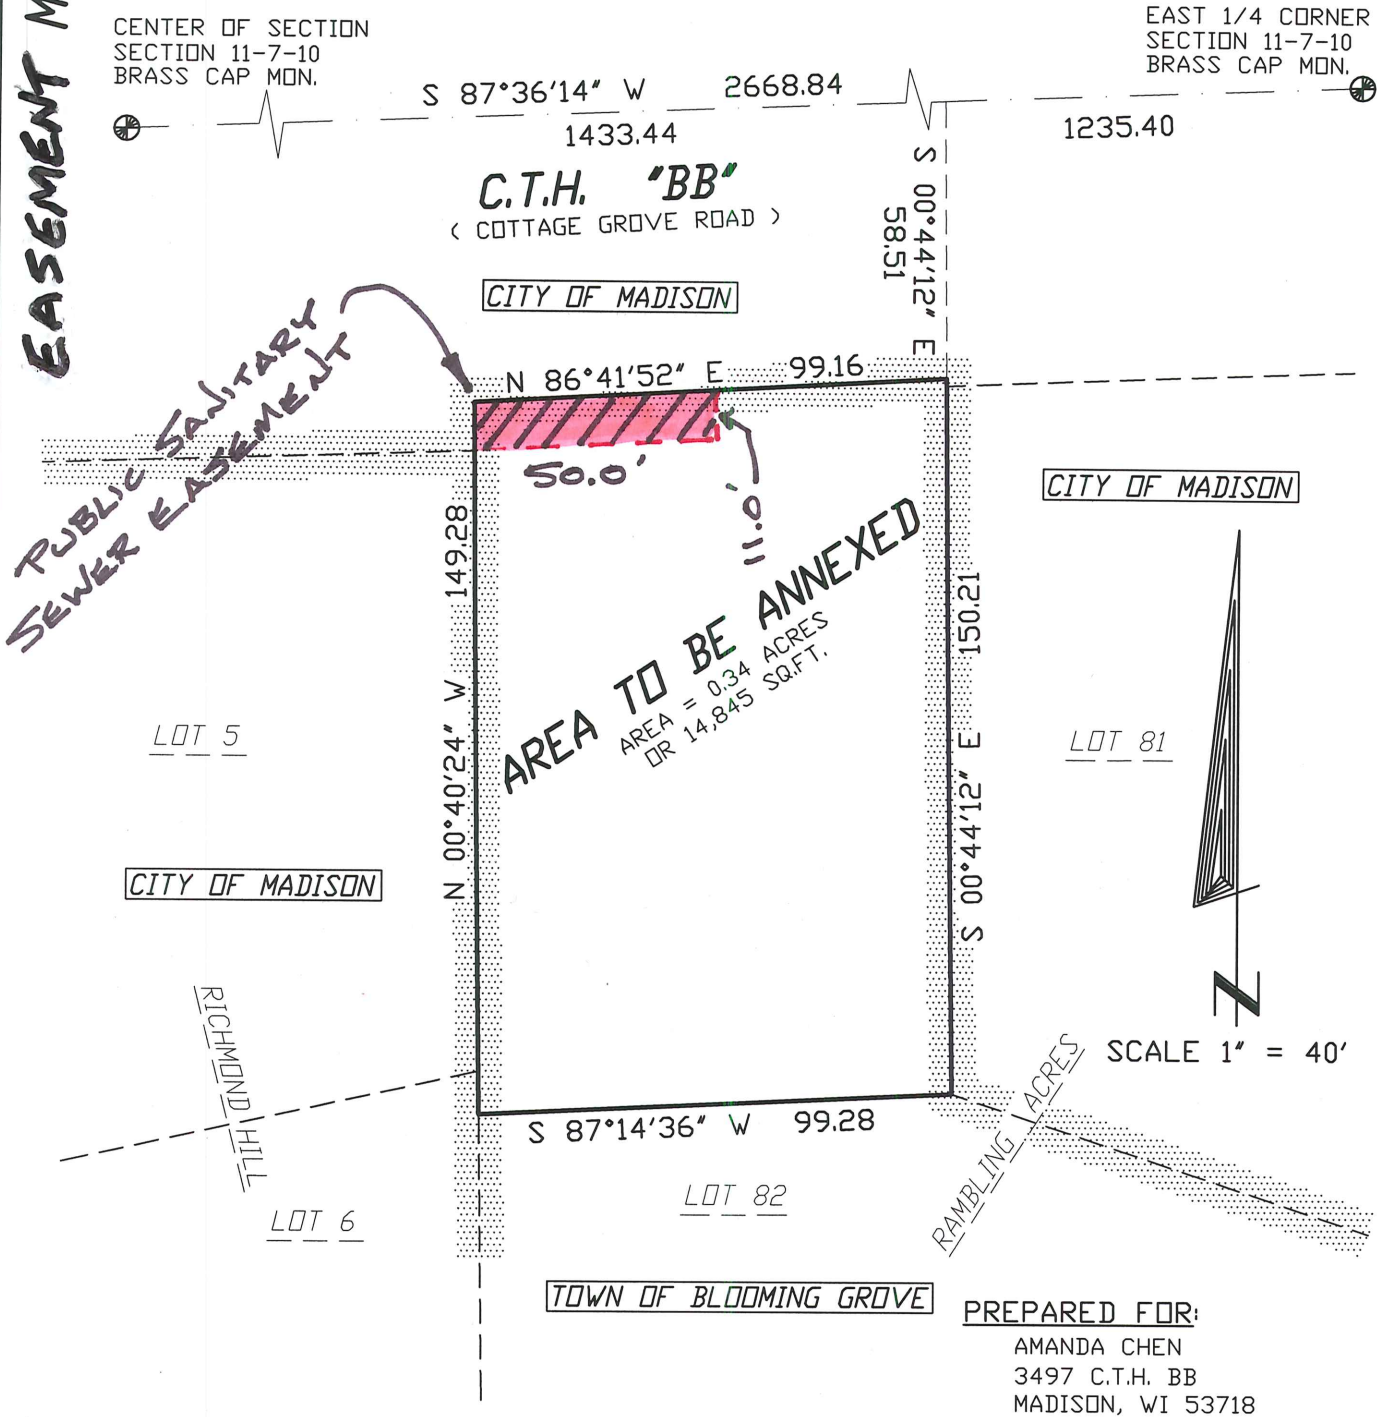 EASEMENT M
CENTER OF SECTION
SECTION 11-7-10
BRASS CAP MON.
EAST 1/4 CORNER
SECTION 11-7-10
BRASS CAP MON.
S 87°36'14" W 2668.84
1433.44
1235.40
C.T.H. "BB"
( COTTAGE GROVE ROAD )
S 00°44'12" E
58.51
CITY OF MADISON
PUBLIC SANITARY
SEWER EASEMENT
N 86°41'52" E 99.16
50.0'
11.0'
CITY OF MADISON
N 00°40'24" W 149.28
AREA TO BE ANNEXED
AREA = 0.34 ACRES
OR 14,845 SQ.FT.
S 00°44'12" E 150.21
LOT 5
LOT 81
CITY OF MADISON
RICHMOND HILL
N
SCALE 1" = 40'
S 87°14'36" W 99.28
RAMBLING ACRES
LOT 6
LOT 82
TOWN OF BLOOMING GROVE
PREPARED FOR:
AMANDA CHEN
3497 C.T.H. BB
MADISON, WI 53718